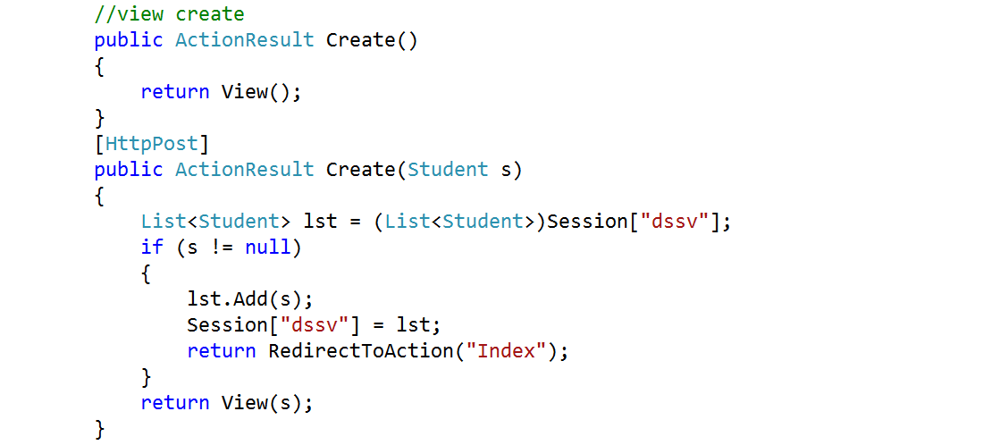 //view create
public ActionResult Create()
{
    return View();
}
[HttpPost]
public ActionResult Create(Student s)
{
    List<Student> lst = (List<Student>)Session["dssv"];
    if (s != null)
    {
        lst.Add(s);
        Session["dssv"] = lst;
        return RedirectToAction("Index");
    }
    return View(s);
}